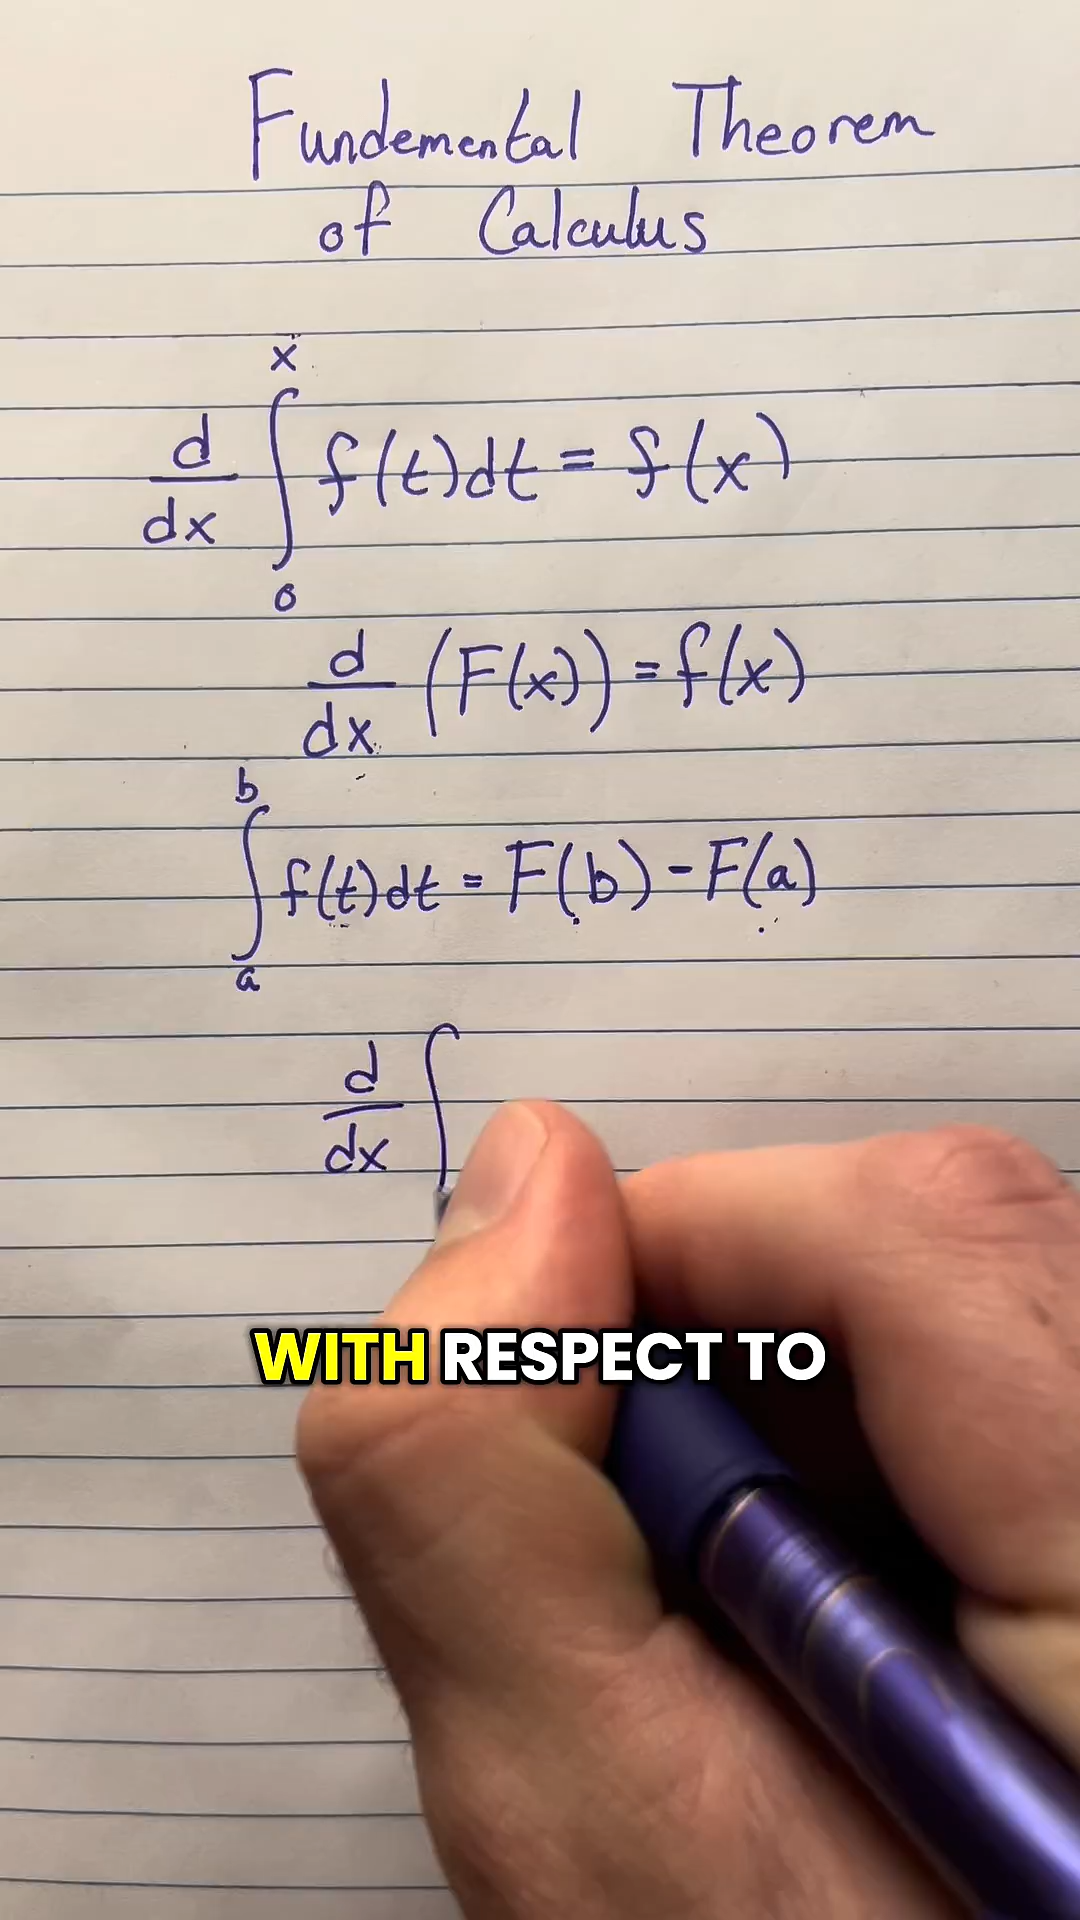 Fundemental Theorem
of Calculus
d/dx ∫₀ˣ f(t)dt = f(x)
d/dx (F(x)) = f(x)
∫ₐᵇ f(t)dt = F(b) - F(a)
d/dx ∫
WITH RESPECT TO